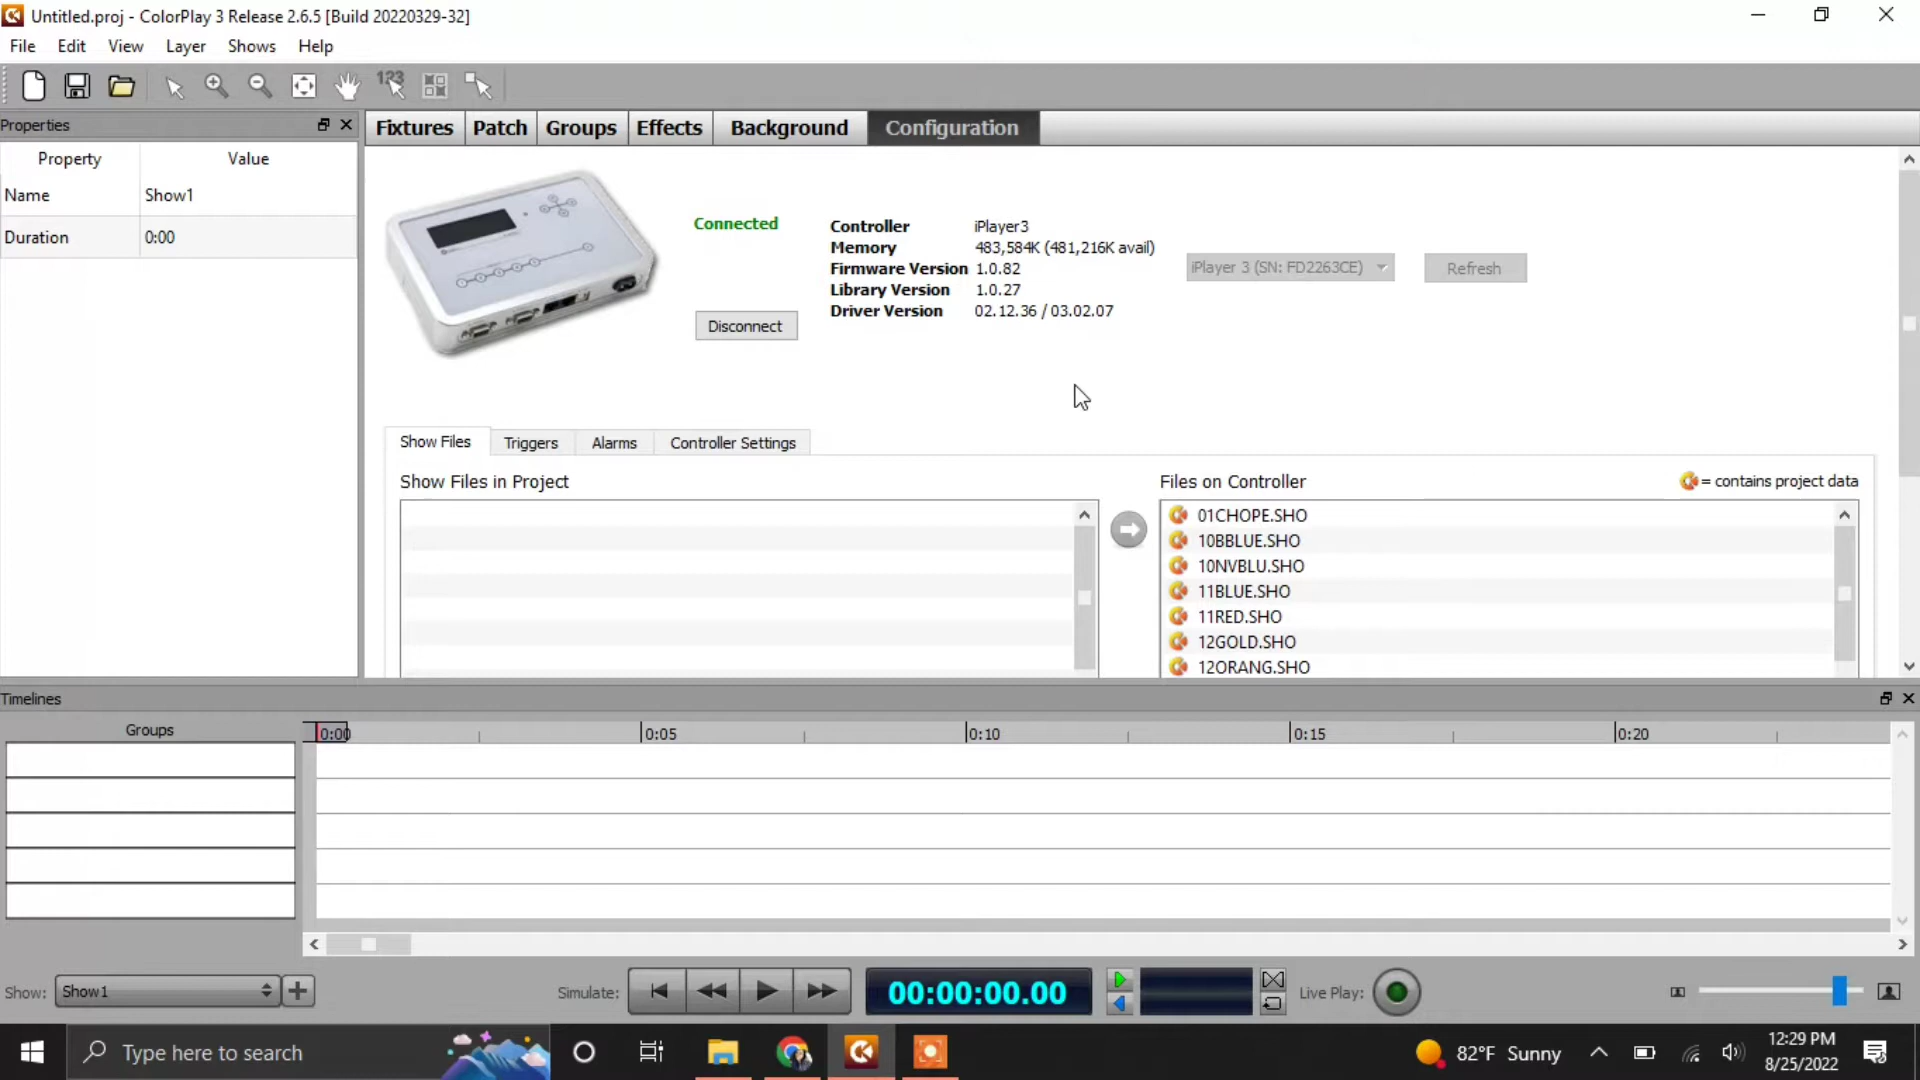 Untitled.proj - ColorPlay 3 Release 2.6.5 [Build 20220329-32]
File Edit View Layer Shows Help
123
Properties
Property Value
Name Show1
Duration 0:00
Fixtures Patch Groups Effects Background Configuration
Connected
Disconnect
Controller iPlayer3
Memory 483,584K (481,216K avail)
Firmware Version 1.0.82
Library Version 1.0.27
Driver Version 02.12.36 / 03.02.07
iPlayer 3 (SN: FD2263CE) Refresh
Show Files Triggers Alarms Controller Settings
Show Files in Project
Files on Controller = contains project data
01CHOPE.SHO
10BBLUE.SHO
10NVBLU.SHO
11BLUE.SHO
11RED.SHO
12GOLD.SHO
12ORANG.SHO
Timelines
Groups
0:00 0:05 0:10 0:15 0:20
Show: Show1 Simulate: 00:00:00.00 Live Play:
Type here to search
82°F Sunny
12:29 PM
8/25/2022